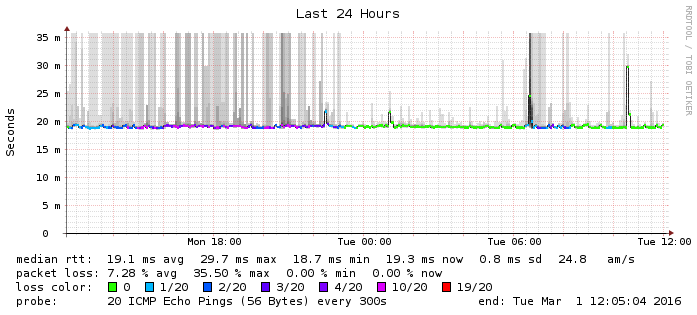 Last 24 Hours
RRDTOOL / TOBI OETIKER
Seconds
35 m
30 m
25 m
20 m
15 m
10 m
5 m
0
Mon 18:00 Tue 00:00 Tue 06:00 Tue 12:00
median rtt: 19.1 ms avg 29.7 ms max 18.7 ms min 19.3 ms now 0.8 ms sd 24.8 am/s
packet loss: 7.28 % avg 35.50 % max 0.00 % min 0.00 % now
loss color: 0 1/20 2/20 3/20 4/20 10/20 19/20
probe: 20 ICMP Echo Pings (56 Bytes) every 300s end: Tue Mar 1 12:05:04 2016